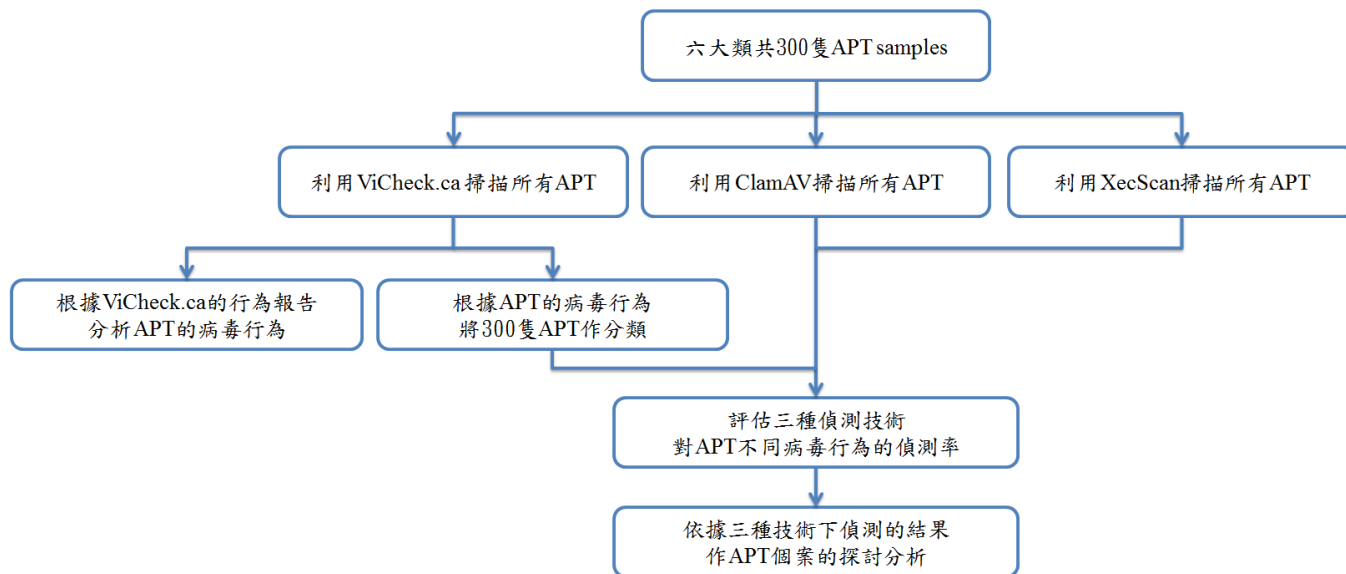 六大類共300隻APT samples
利用ViCheck.ca掃描所有APT
利用ClamAV掃描所有APT
利用XecScan掃描所有APT
根據ViCheck.ca的行為報告
分析APT的病毒行為
根據APT的病毒行為
將300隻APT作分類
評估三種偵測技術
對APT不同病毒行為的偵測率
依據三種技術下偵測的結果
作APT個案的探討分析